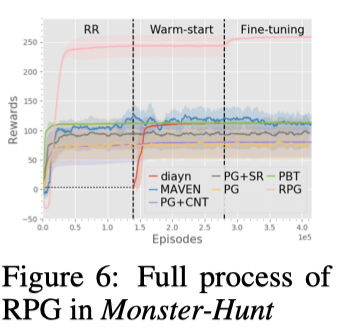 RR Warm-start Fine-tuning
250
200
150
100
50
0
−50
Rewards
diayn PG+SR PBT
MAVEN PG RPG
PG+CNT
0.0 0.5 1.0 1.5 2.0 2.5 3.0 3.5 4.0
Episodes 1e5
Figure 6: Full process of
RPG in Monster-Hunt